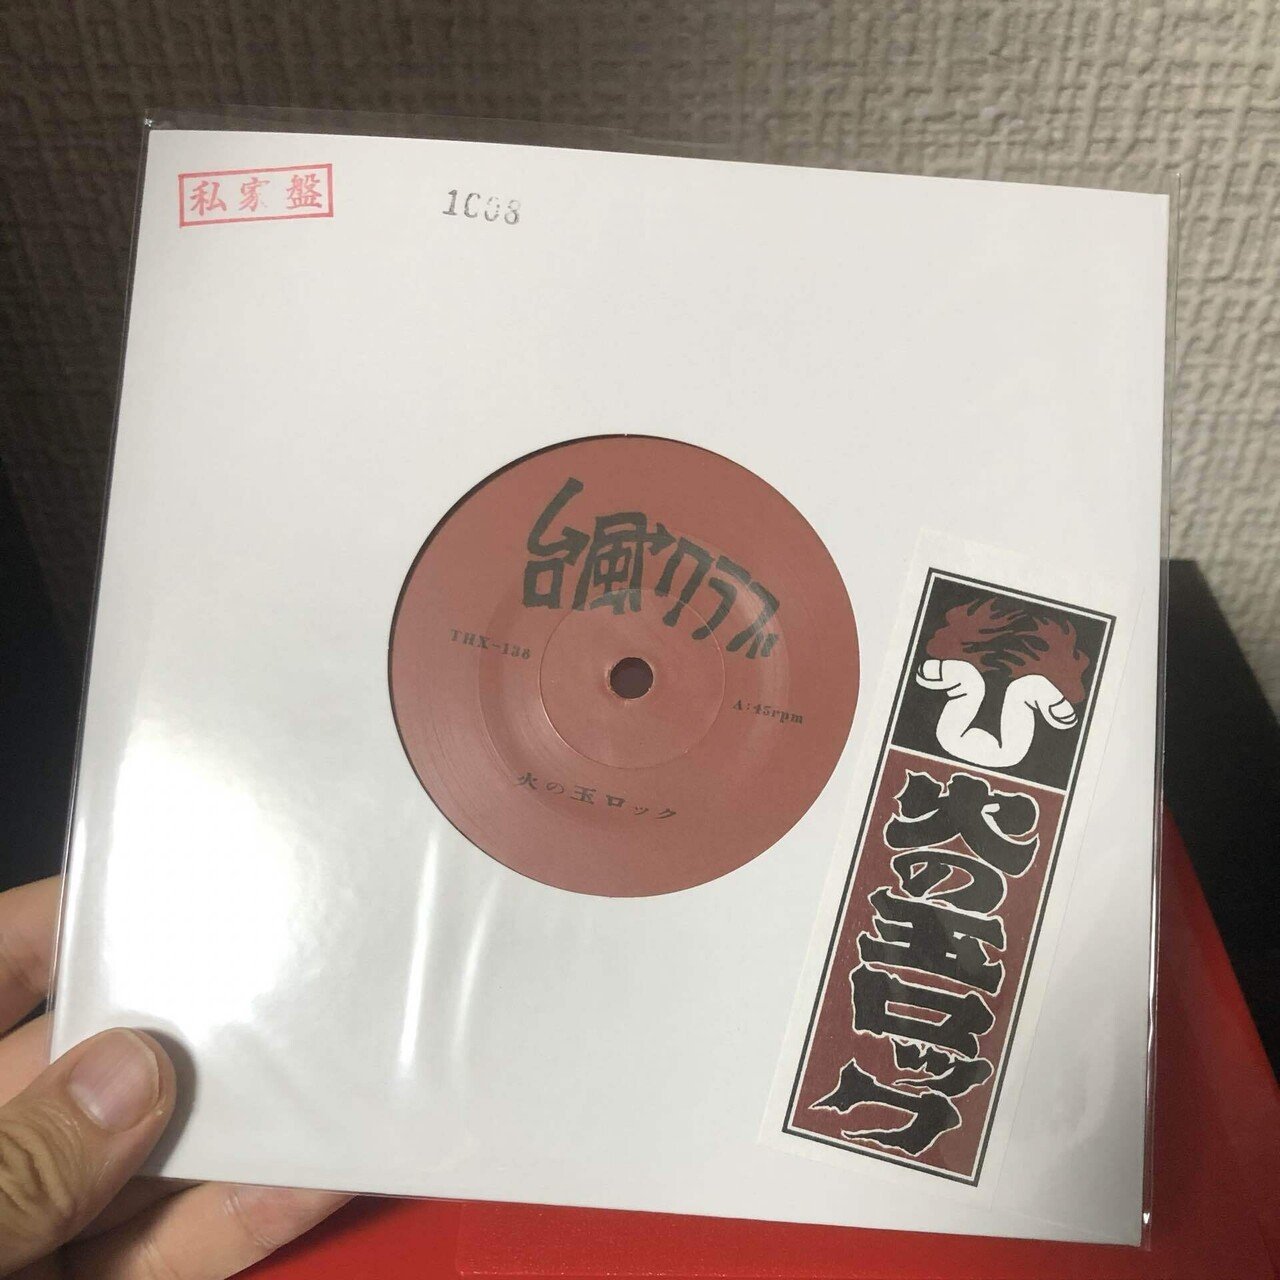 私家盤
1008
台風クラブ
THX-138
A:45rpm
火の玉ロック
火の玉ロック